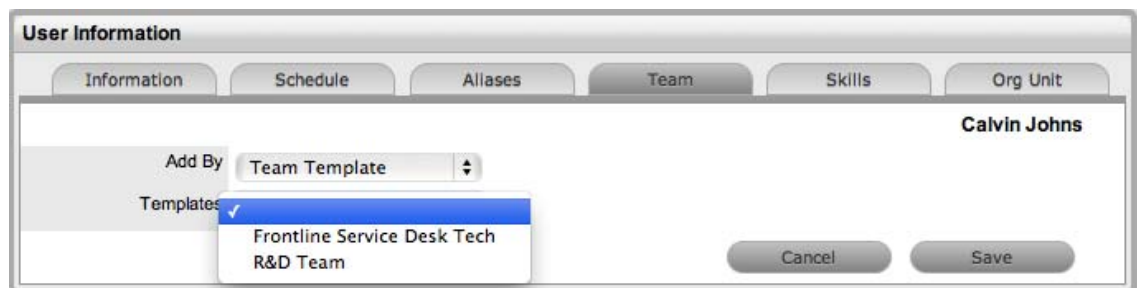 User Information
Information Schedule Aliases Team Skills Org Unit
Calvin Johns
Add By Team Template
Templates
Frontline Service Desk Tech
R&D Team
Cancel Save